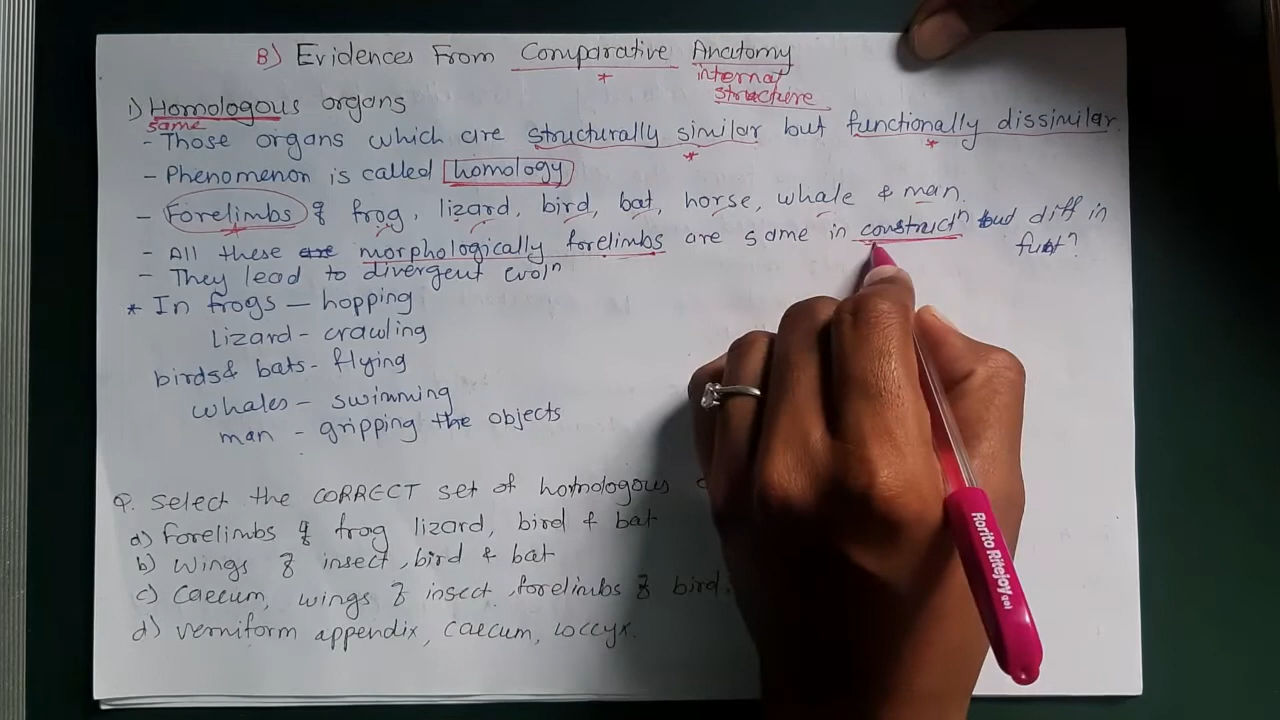 B) Evidences From Comparative Anatomy
* internal
structure
1) Homologous organs
same
- Those organs which are structurally similar but functionally dissimilar.
* *
- Phenomenon is called homology
- Forelimbs of frog, lizard, bird, bat, horse, whale & man.
*
- All these are morphologically forelimbs are same in constructn but diff in
functn
- They lead to divergent evoln
* In frogs — hopping
lizard - crawling
birds & bats - flying
whales - swimming
man - gripping the objects
Q. Select the CORRECT set of homologous
a) Forelimbs of frog lizard, bird & bat
b) Wings of insect, bird & bat
c) Caecum, wings of insect, forelimbs of bird.
d) Vermiform appendix, caecum, coccyx.
Rorito Ritejoy gel